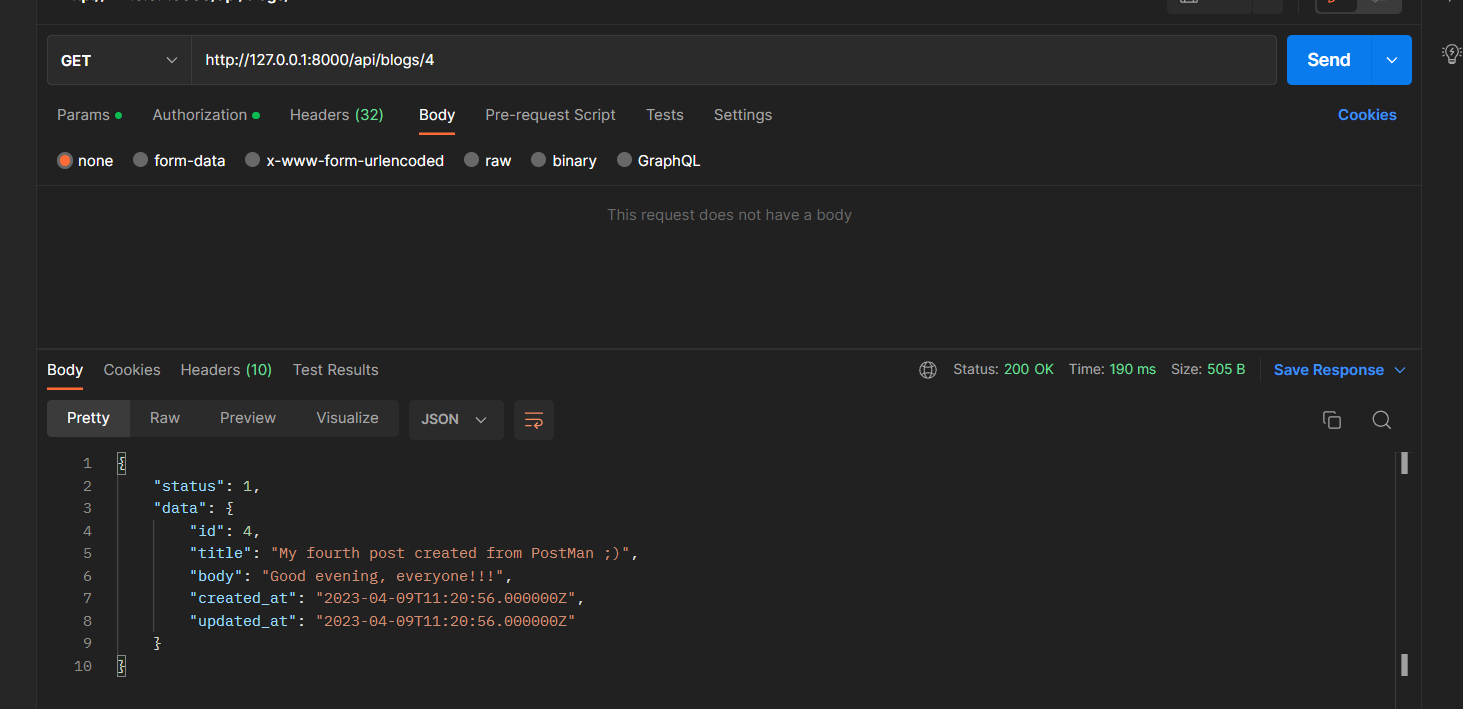 GET http://127.0.0.1:8000/api/blogs/4 Send
Params Authorization Headers (32) Body Pre-request Script Tests Settings Cookies
none form-data x-www-form-urlencoded raw binary GraphQL
This request does not have a body
Body Cookies Headers (10) Test Results Status: 200 OK Time: 190 ms Size: 505 B Save Response
Pretty Raw Preview Visualize JSON
1 {
2 "status": 1,
3 "data": {
4 "id": 4,
5 "title": "My fourth post created from PostMan ;)",
6 "body": "Good evening, everyone!!!",
7 "created_at": "2023-04-09T11:20:56.000000Z",
8 "updated_at": "2023-04-09T11:20:56.000000Z"
9 }
10 }